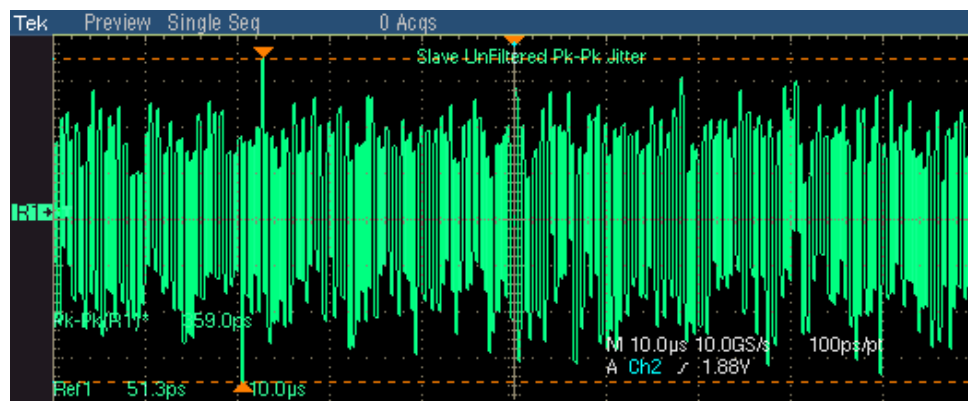 Tek Preview Single Seq 0 Acqs
Slave UnFiltered Pk-Pk Jitter
R1
Pk-Pk(R1)* 359.0ps
M 10.0µs 10.0GS/s 100ps/pt
A Ch2 ∕ 1.88V
Ref1 51.3ps 10.0µs